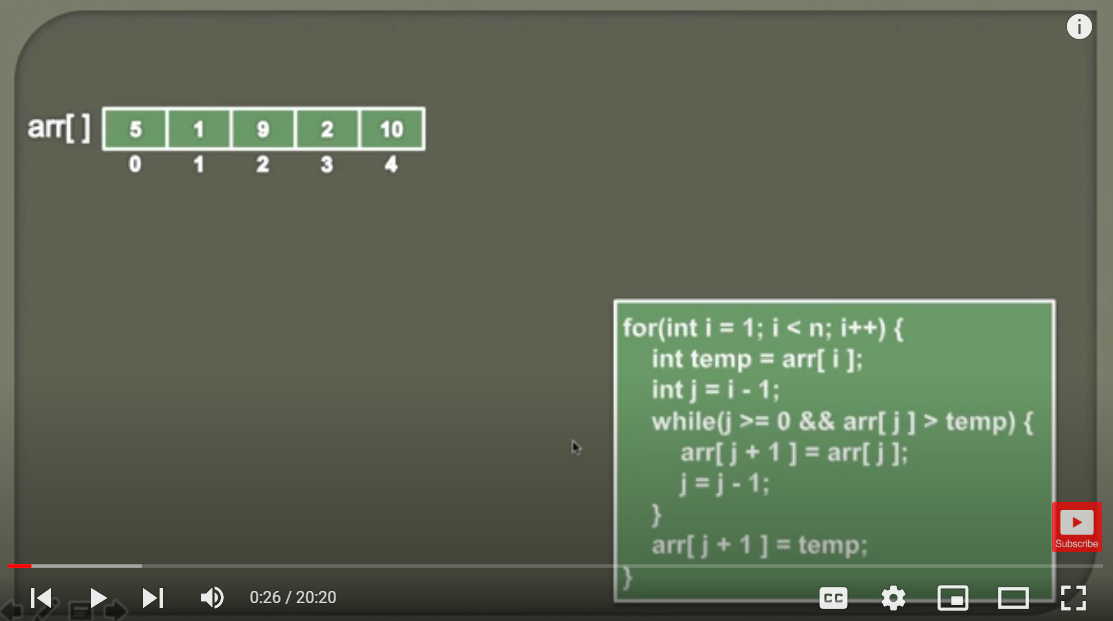 arr[ ] 5 1 9 2 10
0 1 2 3 4
for(int i = 1; i < n; i++) {
int temp = arr[ i ];
int j = i - 1;
while(j >= 0 && arr[ j ] > temp) {
arr[ j + 1 ] = arr[ j ];
j = j - 1;
}
arr[ j + 1 ] = temp;
}
Subscribe
0:26 / 20:20
CC